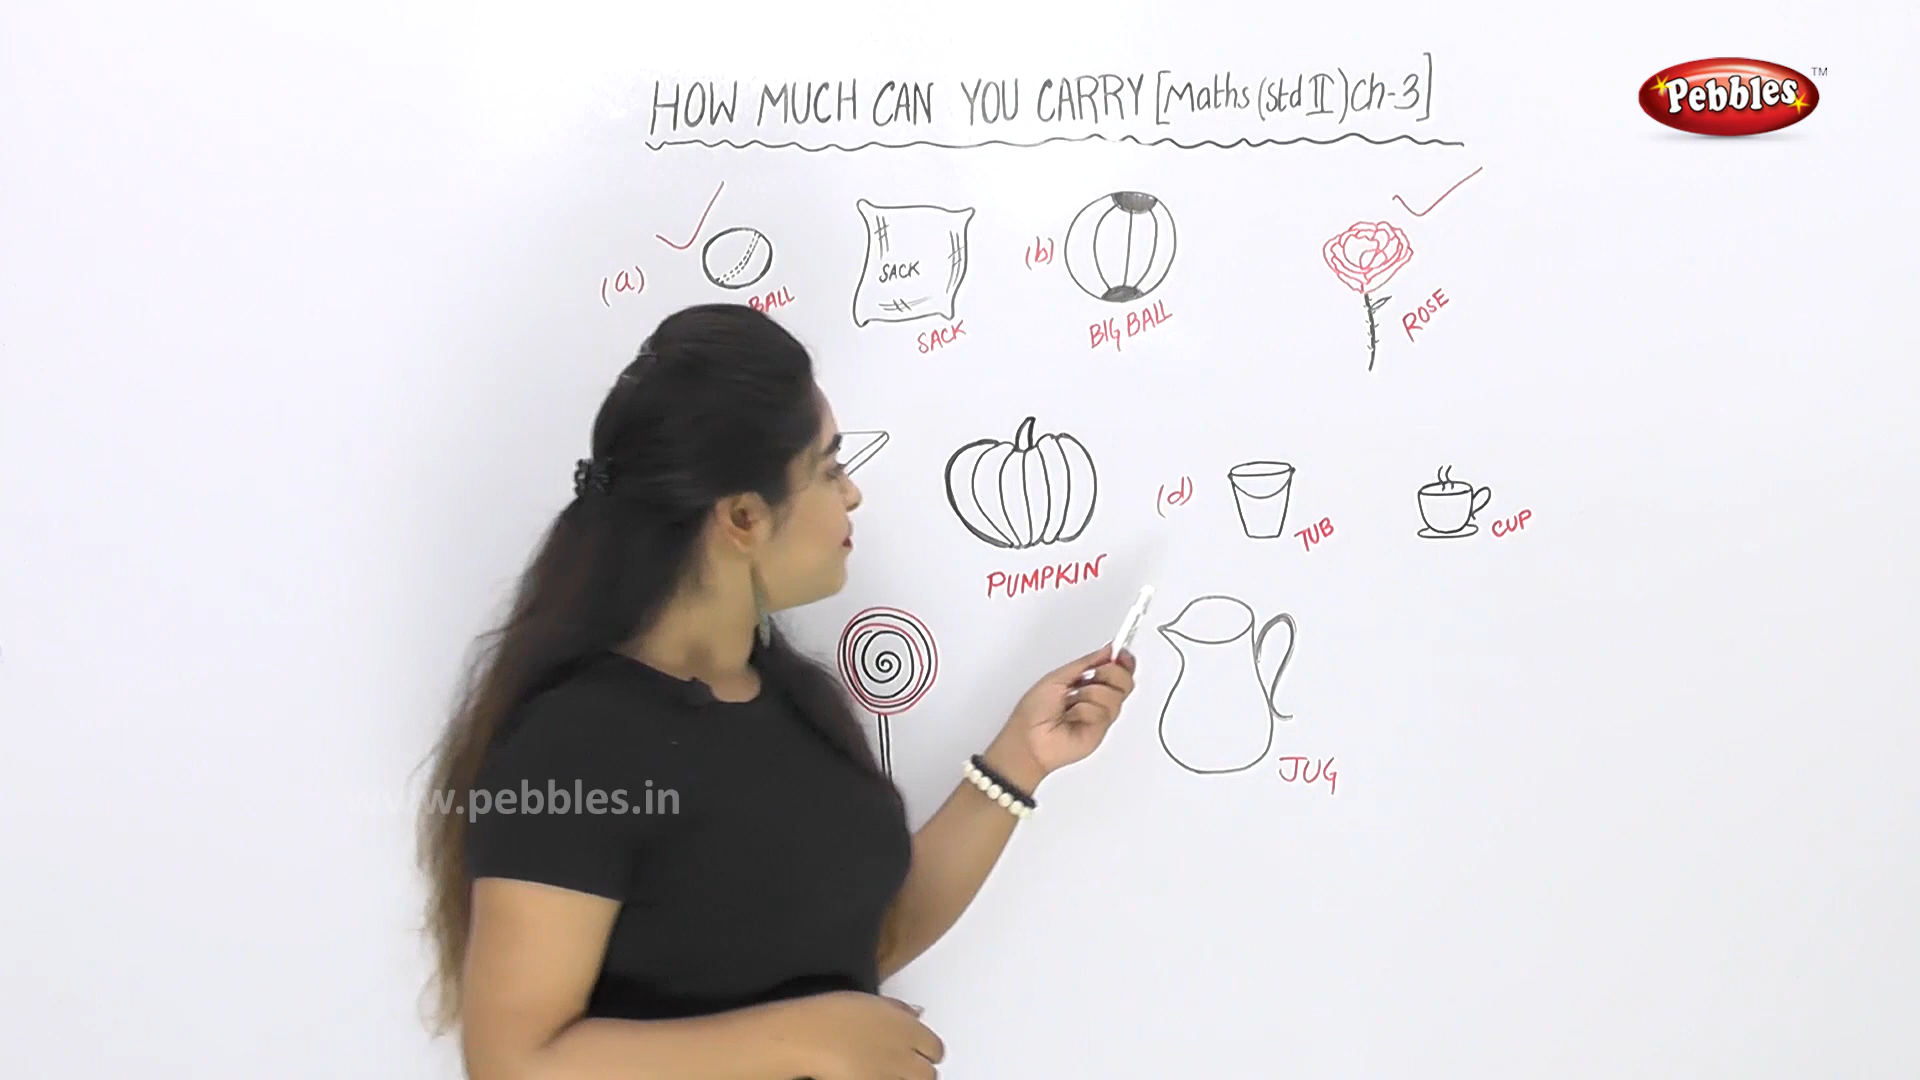 HOW MUCH CAN YOU CARRY [Maths (Std II) Ch-3]
Pebbles TM
(a)
BALL
SACK
SACK
(b)
BIG BALL
ROSE
PUMPKIN
(d)
TUB
CUP
JUG
www.pebbles.in